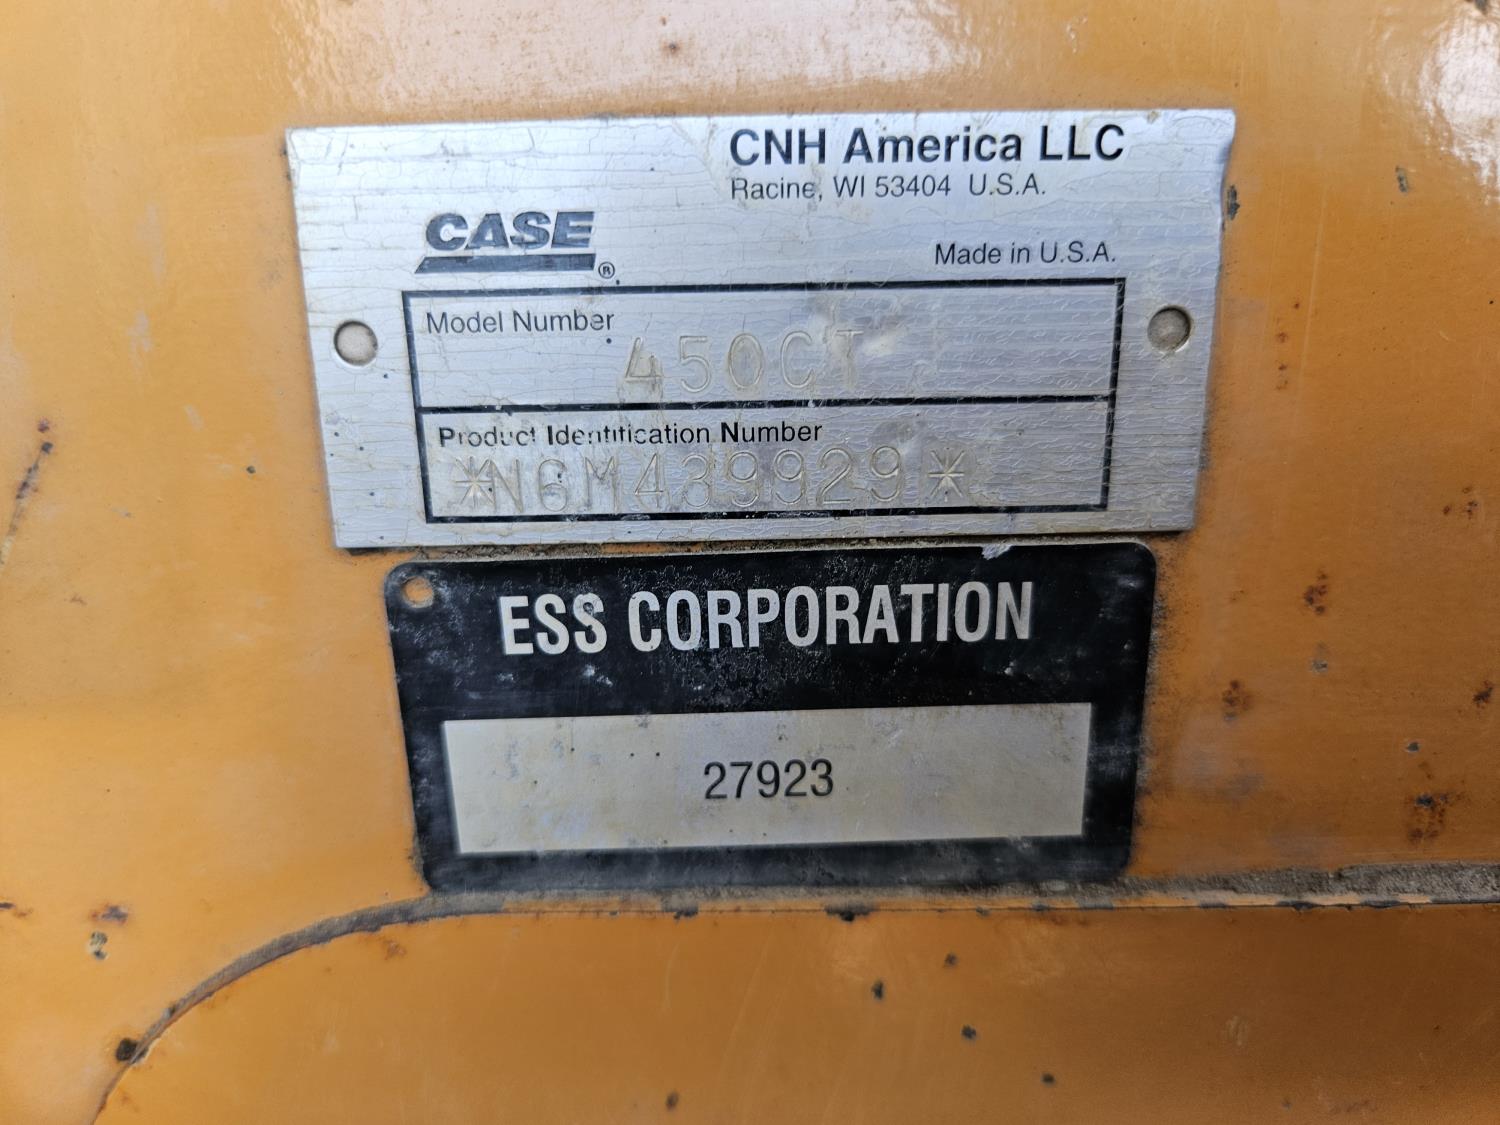 CNH America LLC
Racine, WI 53404 U.S.A.
CASE®
Made in U.S.A.
Model Number
450CT
Product Identification Number
*N6M439929*
ESS CORPORATION
27923